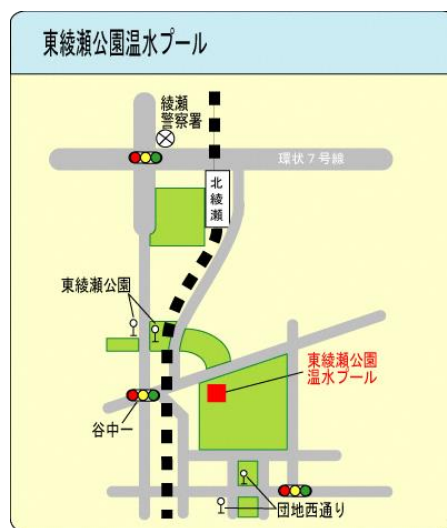 東綾瀬公園温水プール
綾瀬
警察署
環状７号線
北綾瀬
東綾瀬公園
東綾瀬公園
温水プール
谷中一
団地西通り